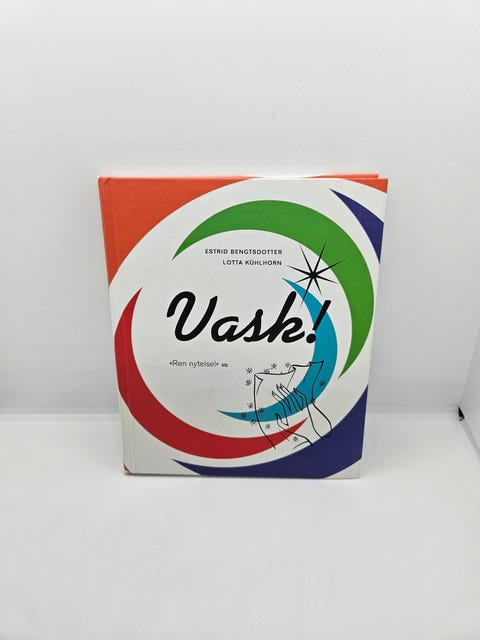 ESTRID BENGTSDOTTER
LOTTA KÜHLHORN
Vask!
«Ren nytelse!» VG